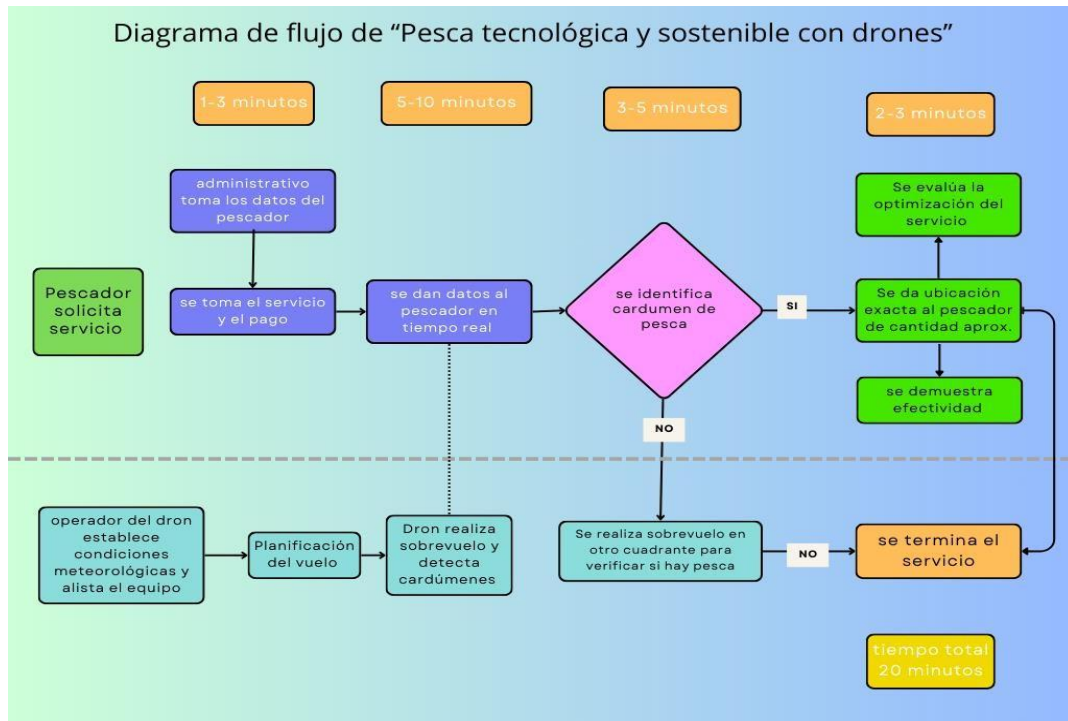 Diagrama de flujo de “Pesca tecnológica y sostenible con drones”
1-3 minutos
5-10 minutos
3-5 minutos
2-3 minutos
administrativo
toma los datos del
pescador
Se evalúa la
optimización del
servicio
Pescador
solicita
servicio
se toma el servicio
y el pago
se dan datos al
pescador en
tiempo real
se identifica
cardumen de
pesca
SI
Se da ubicación
exacta al pescador
de cantidad aprox.
se demuestra
efectividad
NO
operador del dron
establece
condiciones
meteorológicas y
alista el equipo
Planificación
del vuelo
Dron realiza
sobrevuelo y
detecta
cardúmenes
Se realiza sobrevuelo en
otro cuadrante para
verificar si hay pesca
NO
se termina el
servicio
tiempo total
20 minutos